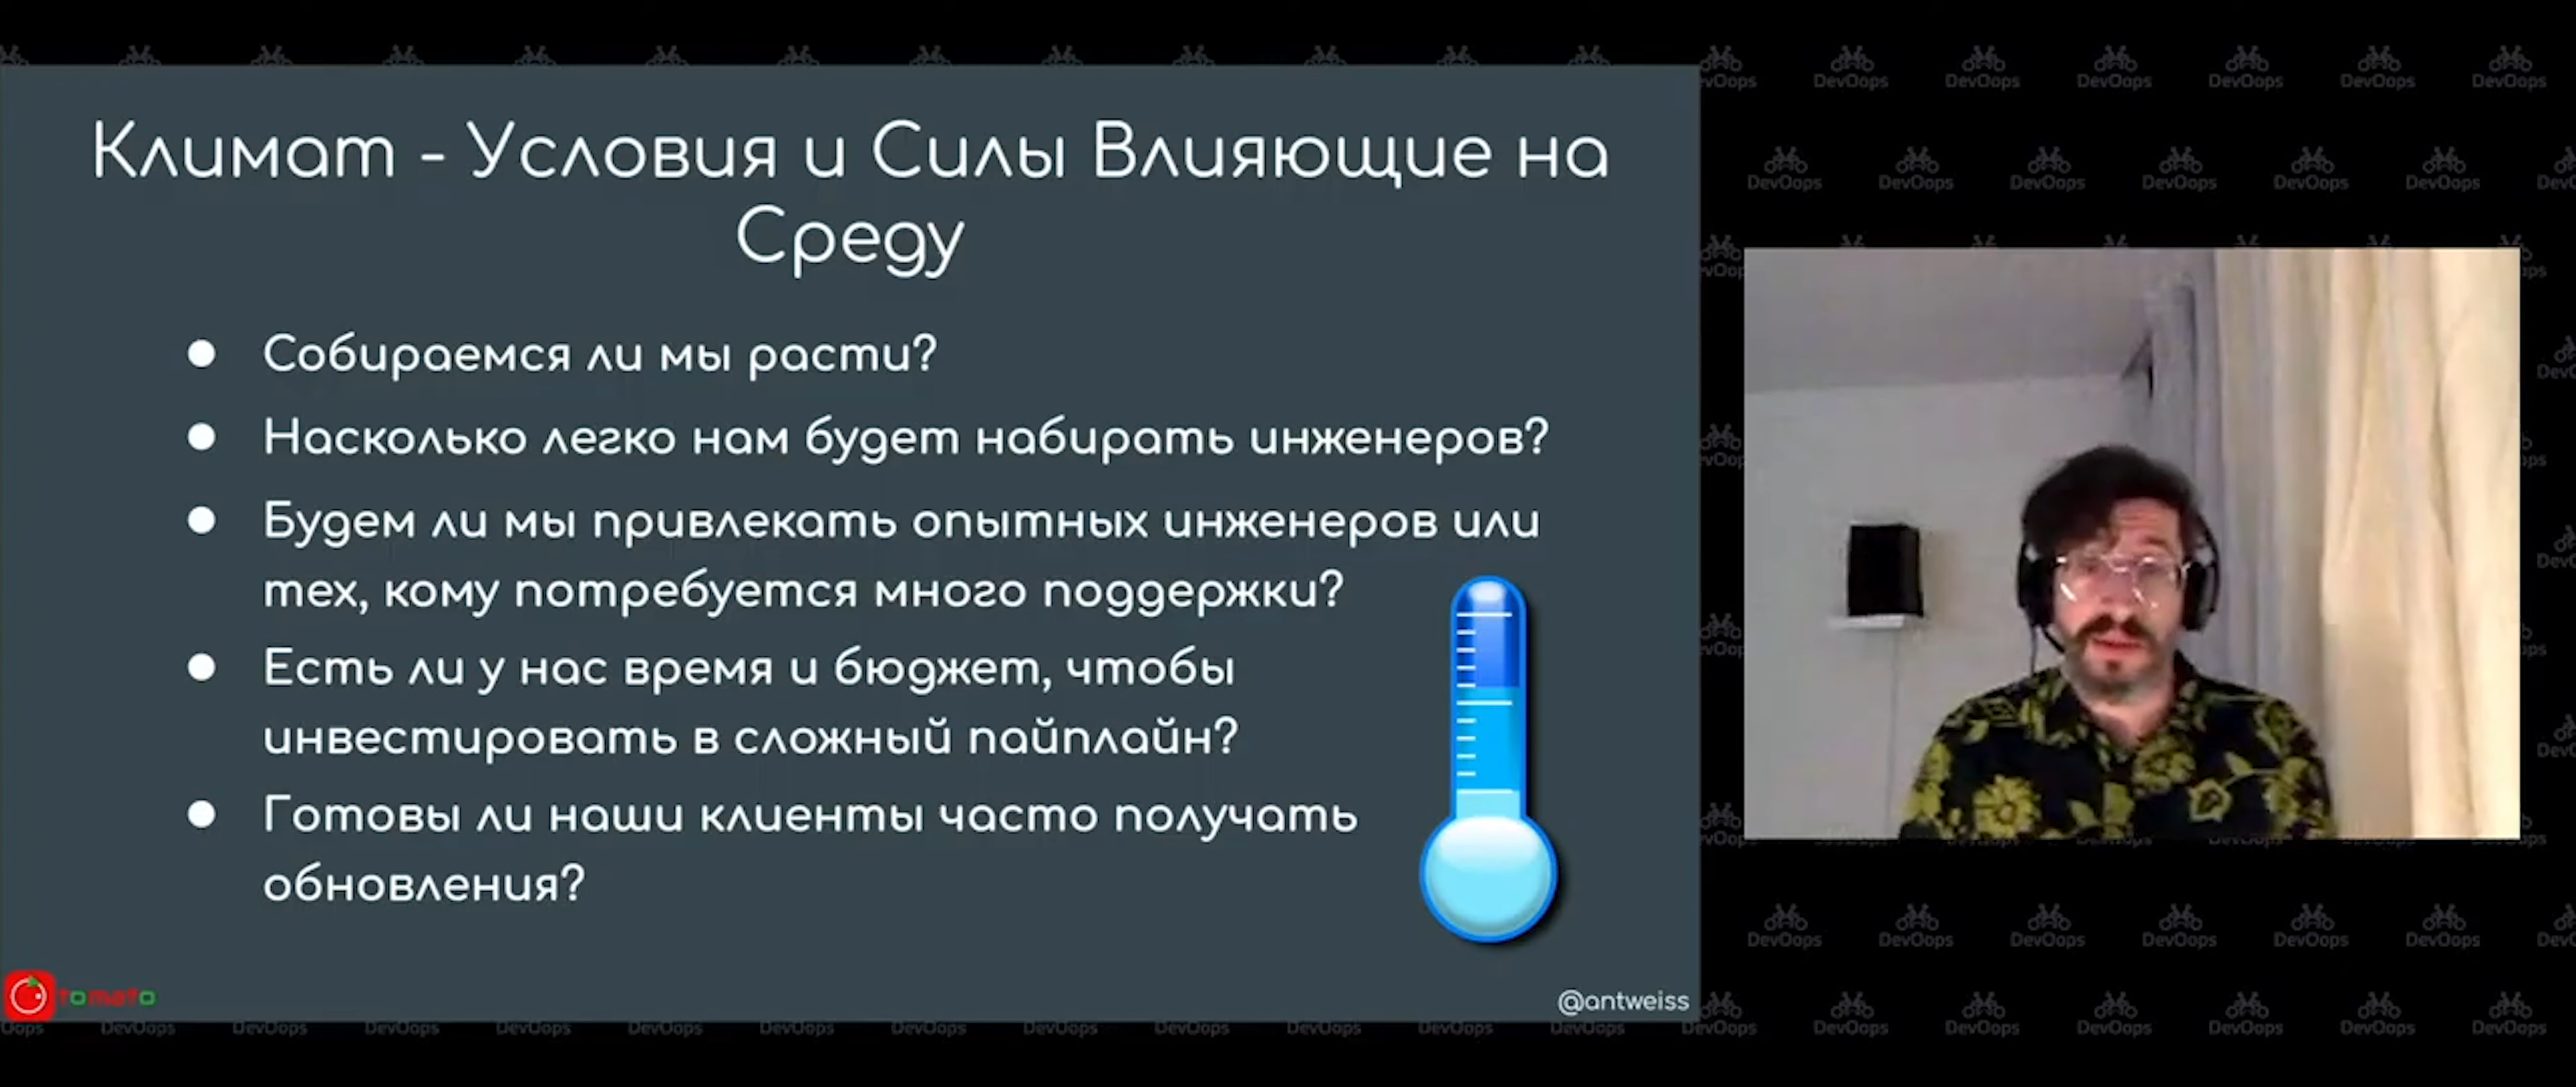 Климат - Условия и Силы Влияющие на
Среду
● Собираемся ли мы расти?
● Насколько легко нам будет набирать инженеров?
● Будем ли мы привлекать опытных инженеров или
тех, кому потребуется много поддержки?
● Есть ли у нас время и бюджет, чтобы
инвестировать в сложный пайплайн?
● Готовы ли наши клиенты часто получать
обновления?
tomato
@antweiss
DevOops